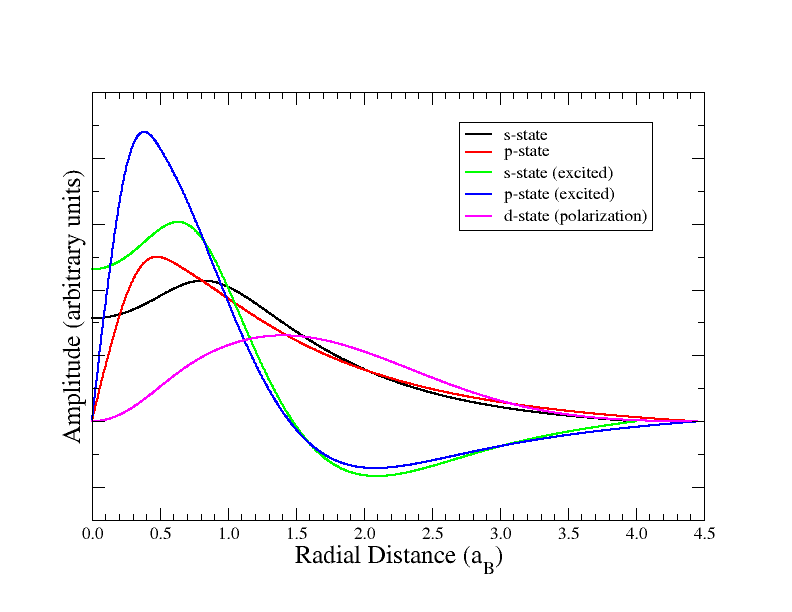 s-state
p-state
s-state (excited)
p-state (excited)
d-state (polarization)
Amplitude (arbitrary units)
0.0 0.5 1.0 1.5 2.0 2.5 3.0 3.5 4.0 4.5
Radial Distance (a_B)